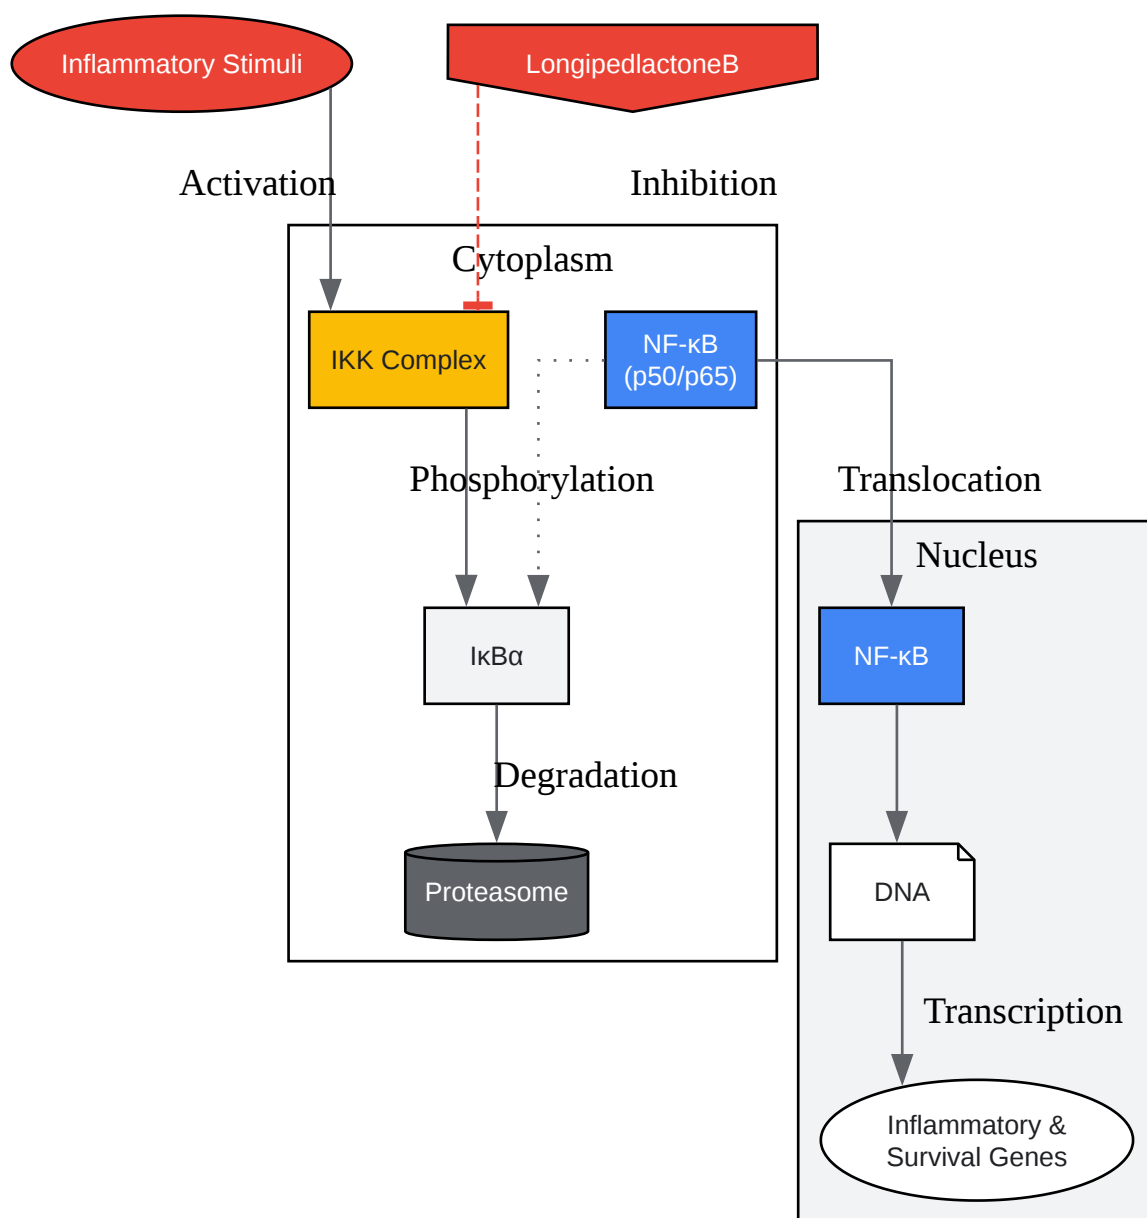 Inflammatory Stimuli
LongipedlactoneB
Activation
Inhibition
Cytoplasm
IKK Complex
NF-κB
(p50/p65)
Phosphorylation
Translocation
Nucleus
IκBα
NF-κB
Degradation
Proteasome
DNA
Transcription
Inflammatory &
Survival Genes